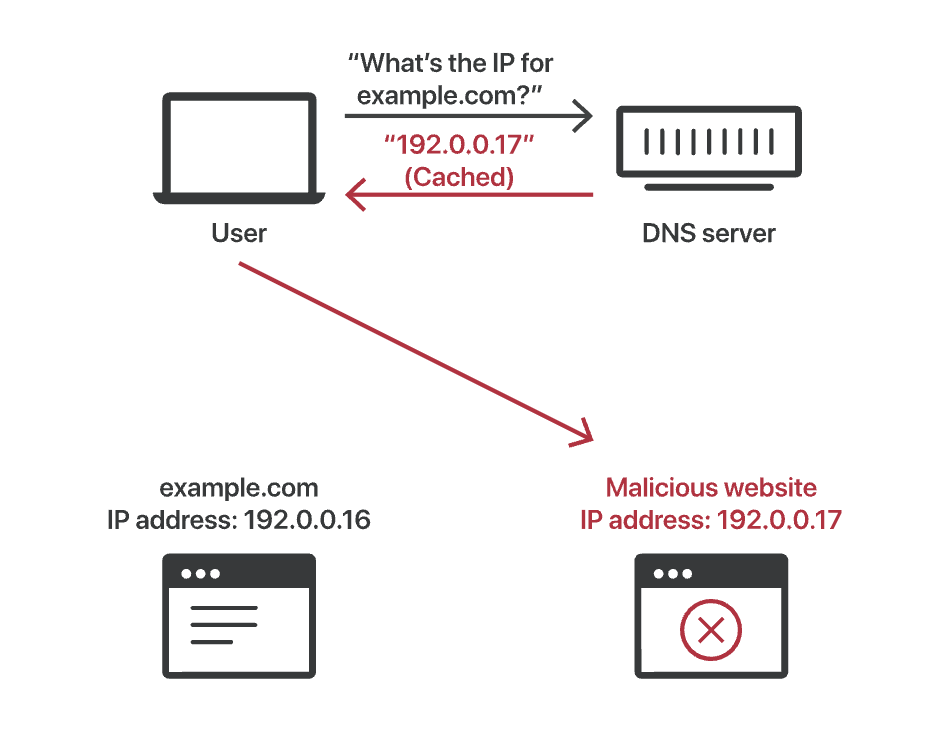 “What’s the IP for
example.com?”
“192.0.0.17”
(Cached)
User
DNS server
example.com
IP address: 192.0.0.16
Malicious website
IP address: 192.0.0.17